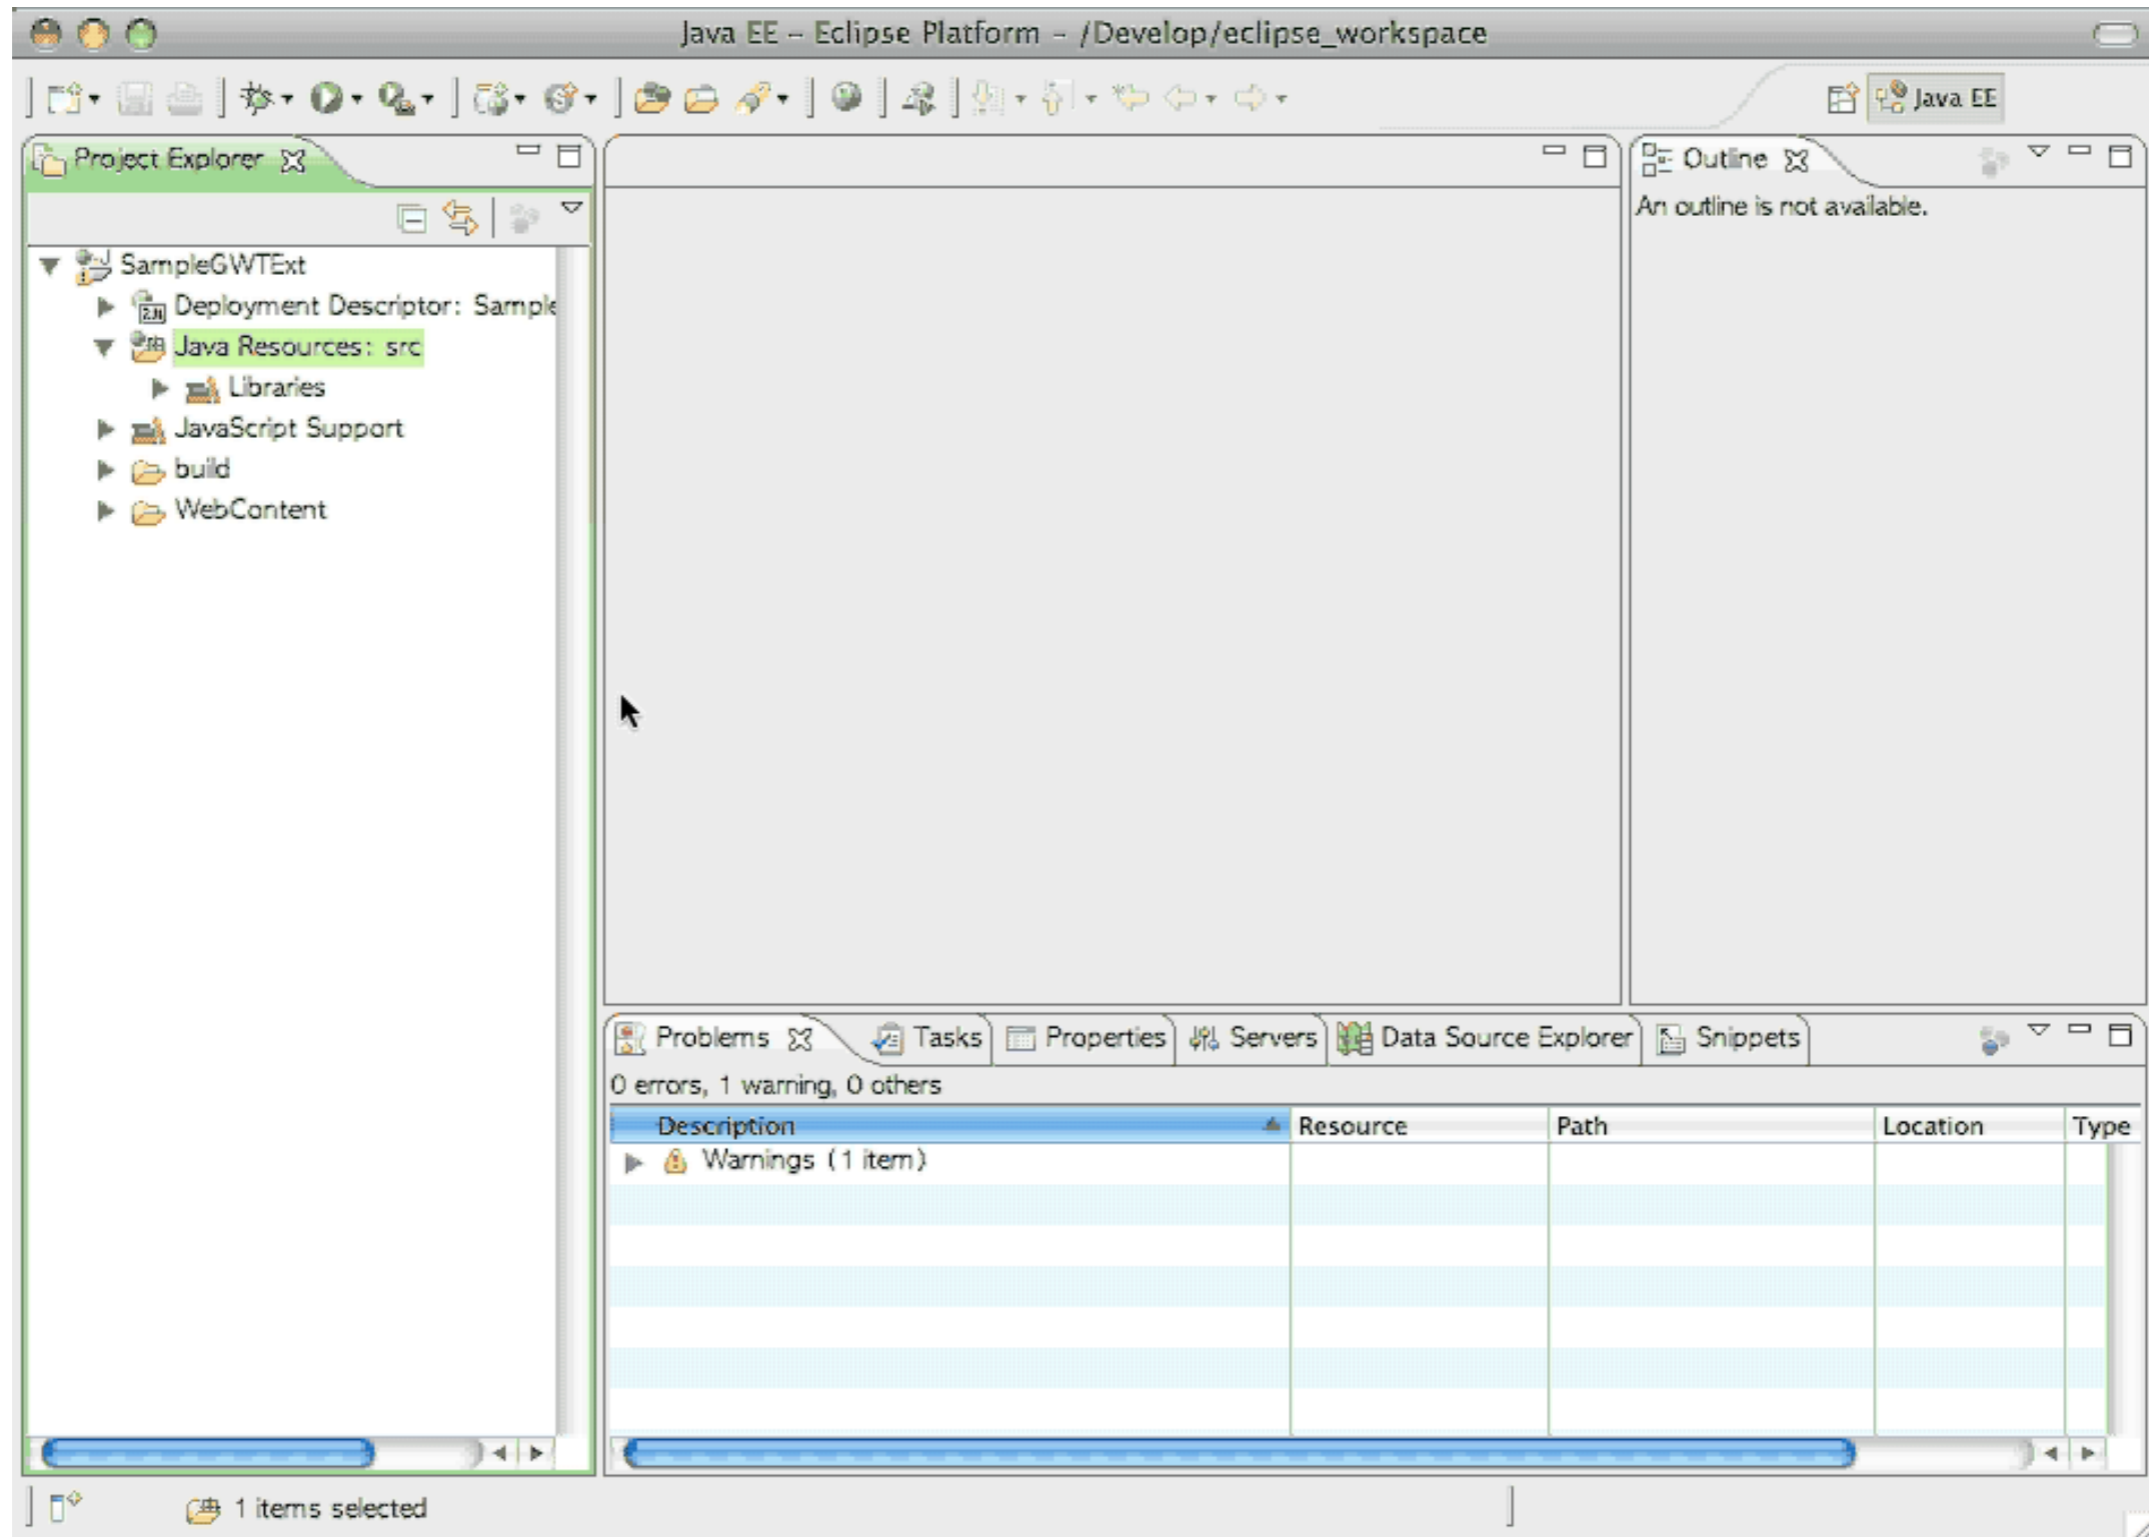 Java EE – Eclipse Platform – /Develop/eclipse_workspace
Java EE
Project Explorer
Outline
An outline is not available.
SampleGWTExt
Deployment Descriptor: Sample
Java Resources: src
Libraries
JavaScript Support
build
WebContent
Problems Tasks Properties Servers Data Source Explorer Snippets
0 errors, 1 warning, 0 others
Description Resource Path Location Type
Warnings (1 item)
1 items selected